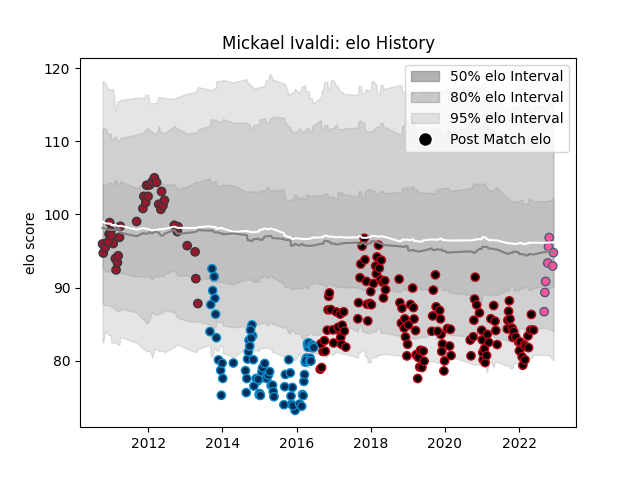 Mickael Ivaldi: elo History
50% elo Interval
80% elo Interval
95% elo Interval
Post Match elo
elo score
120
110
100
90
80
2012
2014
2016
2018
2020
2022